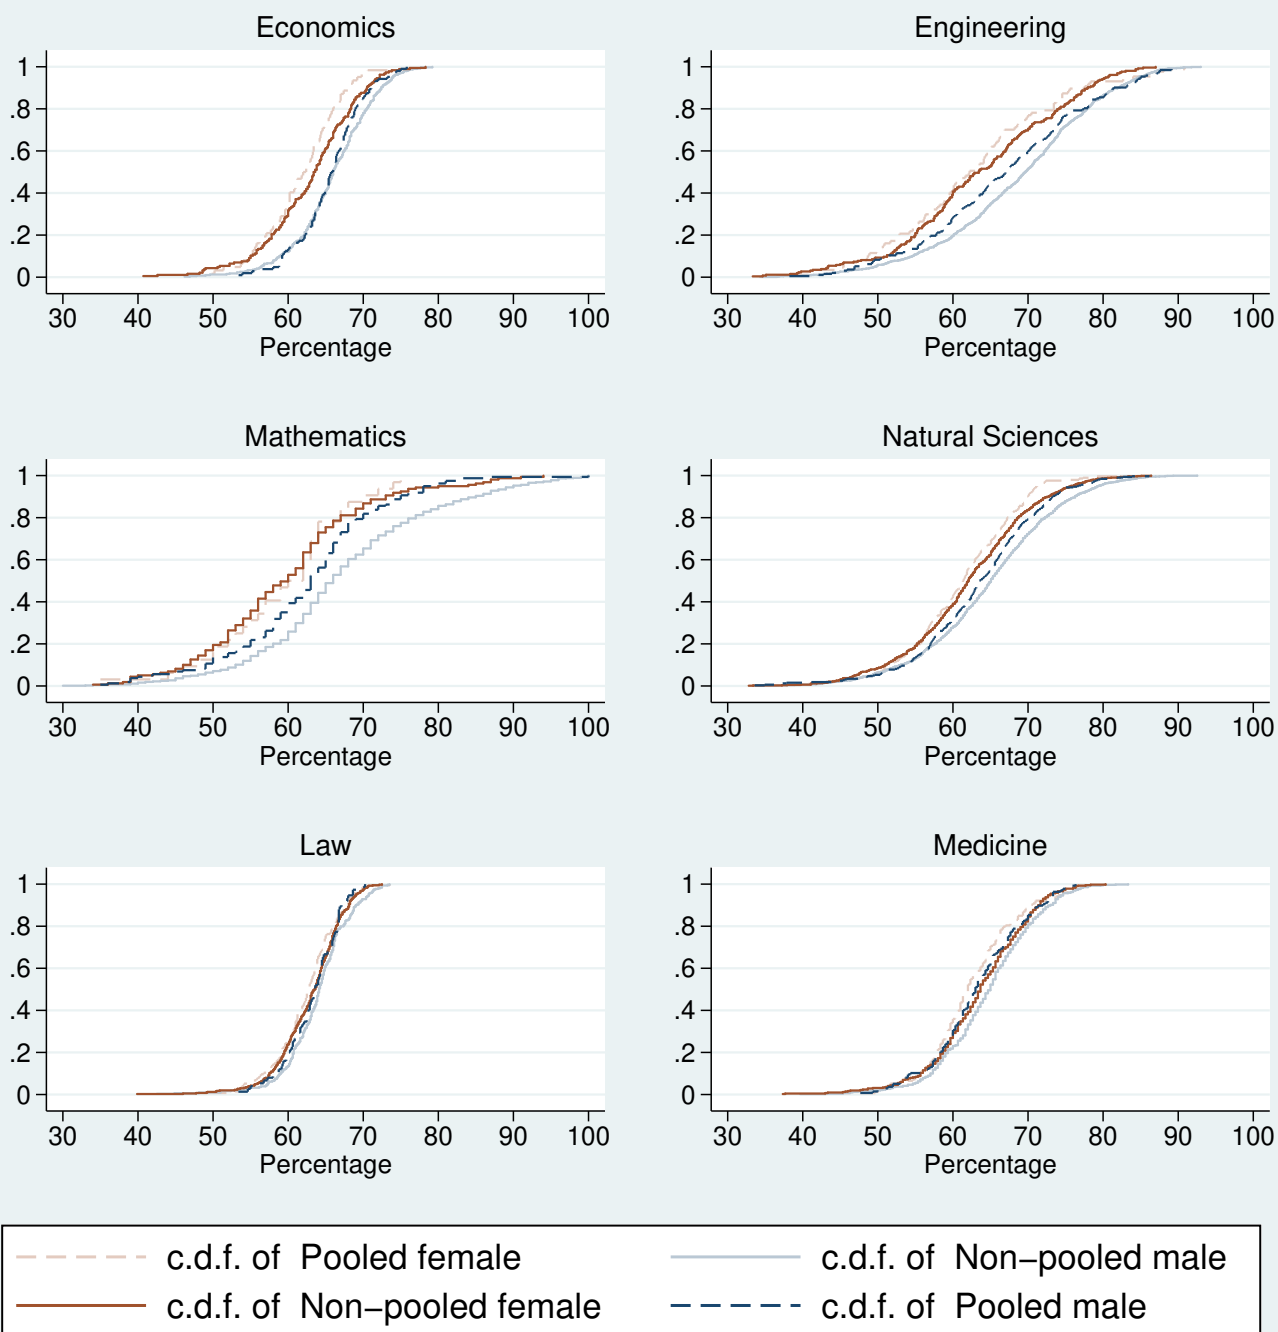 Economics
1
.8
.6
.4
.2
0
30 40 50 60 70 80 90 100
Percentage
Engineering
1
.8
.6
.4
.2
0
30 40 50 60 70 80 90 100
Percentage
Mathematics
1
.8
.6
.4
.2
0
30 40 50 60 70 80 90 100
Percentage
Natural Sciences
1
.8
.6
.4
.2
0
30 40 50 60 70 80 90 100
Percentage
Law
1
.8
.6
.4
.2
0
30 40 50 60 70 80 90 100
Percentage
Medicine
1
.8
.6
.4
.2
0
30 40 50 60 70 80 90 100
Percentage
c.d.f. of Pooled female
c.d.f. of Non−pooled male
c.d.f. of Non−pooled female
c.d.f. of Pooled male